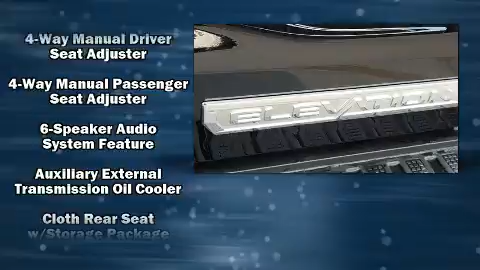 4-Way Manual Driver
Seat Adjuster
4-Way Manual Passenger
Seat Adjuster
6-Speaker Audio
System Feature
Auxiliary External
Transmission Oil Cooler
Cloth Rear Seat
w/Storage Package
ELEVATION